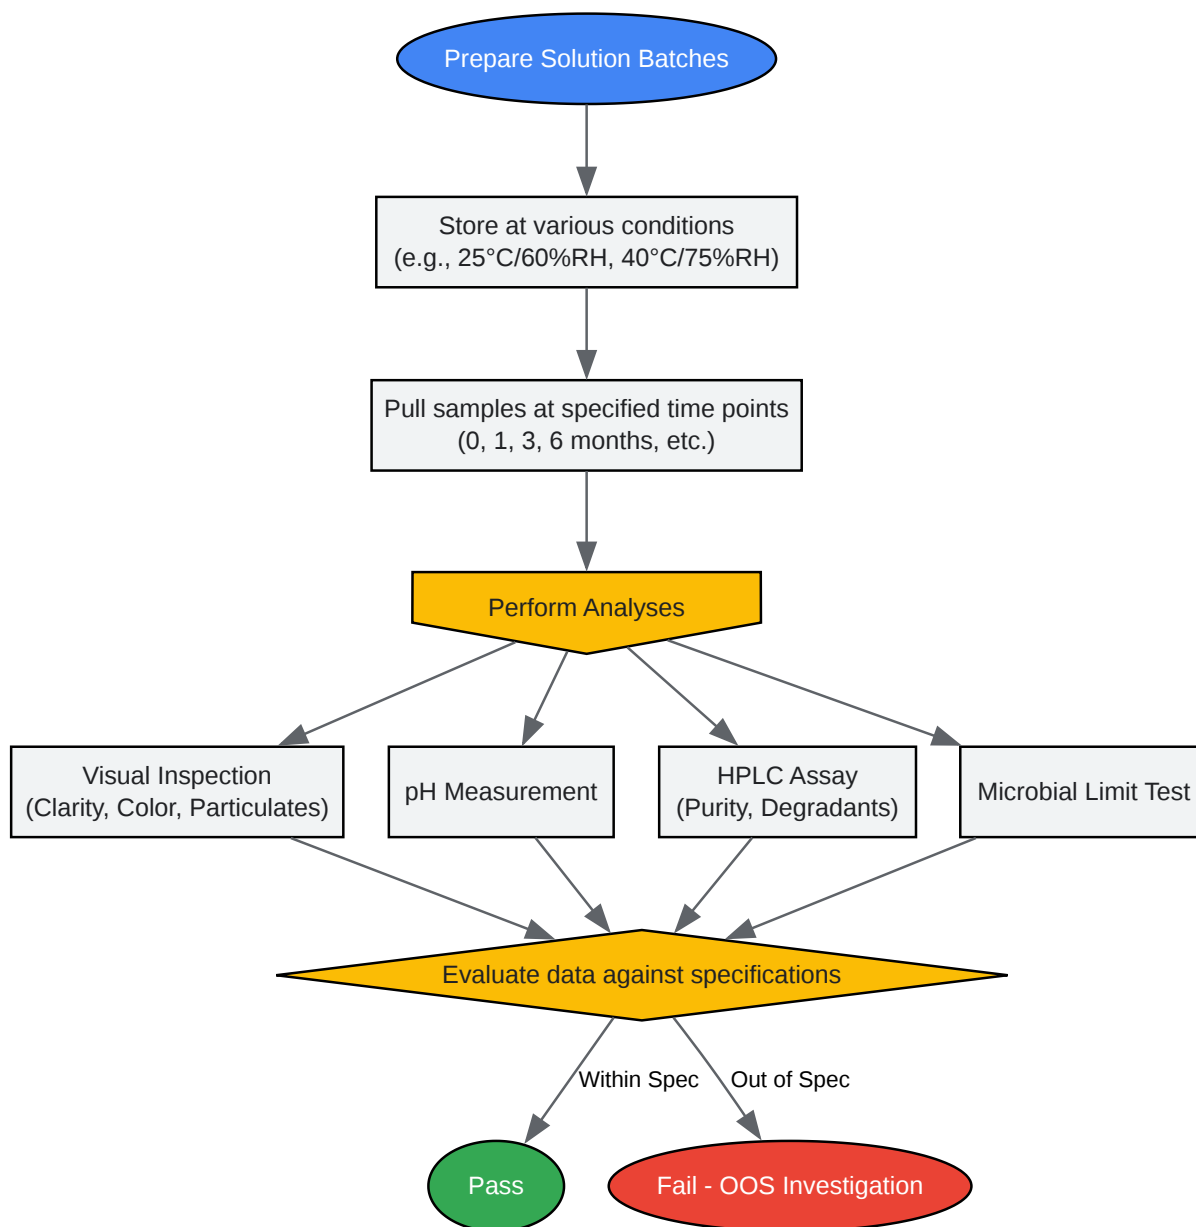 Prepare Solution Batches
Store at various conditions
(e.g., 25°C/60%RH, 40°C/75%RH)
Pull samples at specified time points
(0, 1, 3, 6 months, etc.)
Perform Analyses
Visual Inspection
(Clarity, Color, Particulates)
pH Measurement
HPLC Assay
(Purity, Degradants)
Microbial Limit Test
Evaluate data against specifications
Within Spec
Out of Spec
Pass
Fail - OOS Investigation